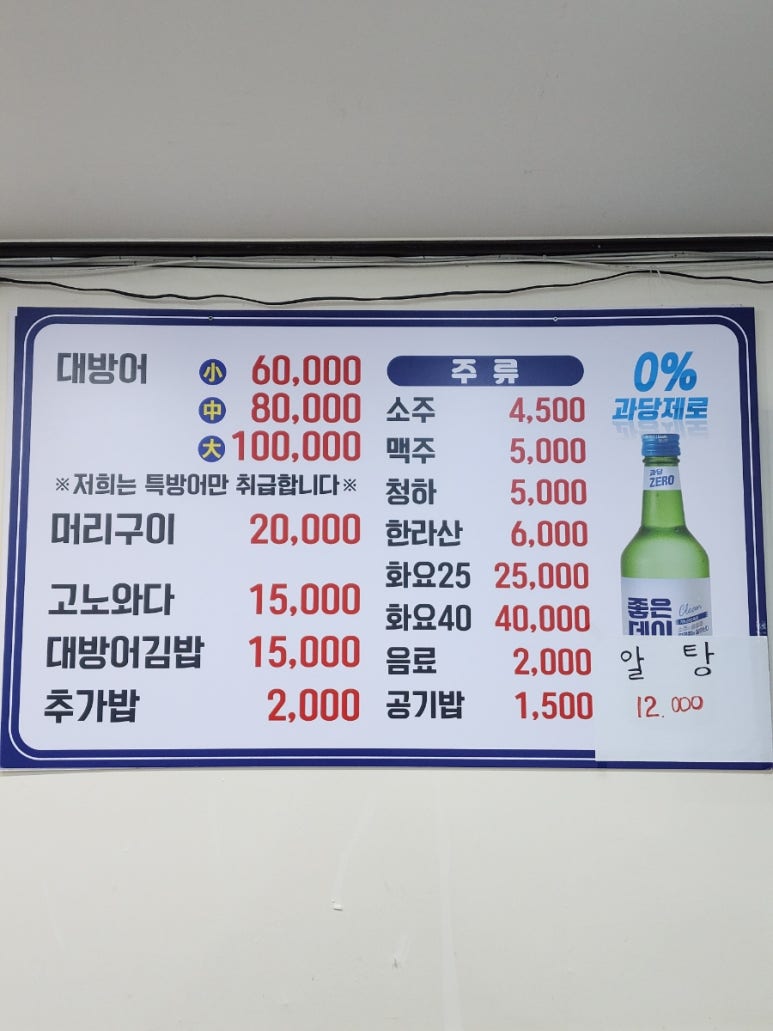 대방어 小 60,000
中 80,000
大 100,000
※저희는 특방어만 취급합니다※
머리구이 20,000
고노와다 15,000
대방어김밥 15,000
추가밥 2,000
주류
소주 4,500
맥주 5,000
청하 5,000
한라산 6,000
화요25 25,000
화요40 40,000
음료 2,000
공기밥 1,500
0%
과당제로
과당
ZERO
좋은
데이
Clean
알 탕
12.000